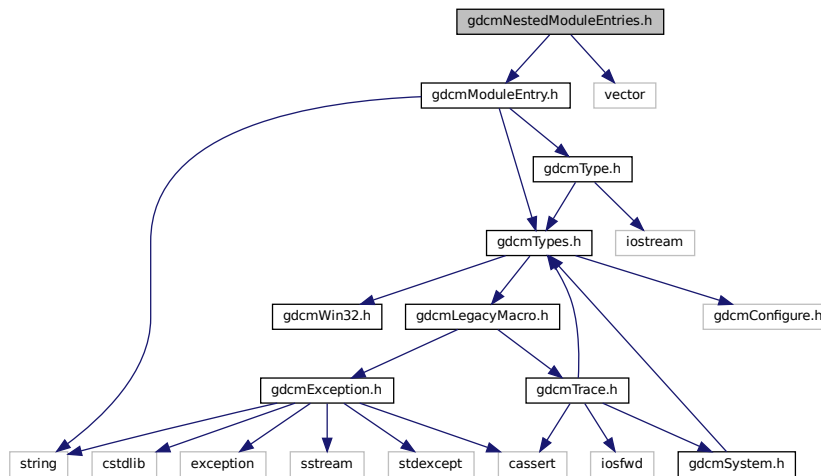 gdcmNestedModuleEntries.h
gdcmModuleEntry.h
vector
gdcmType.h
gdcmTypes.h
iostream
gdcmWin32.h
gdcmLegacyMacro.h
gdcmConfigure.h
gdcmException.h
gdcmTrace.h
string
cstdlib
exception
sstream
stdexcept
cassert
iosfwd
gdcmSystem.h